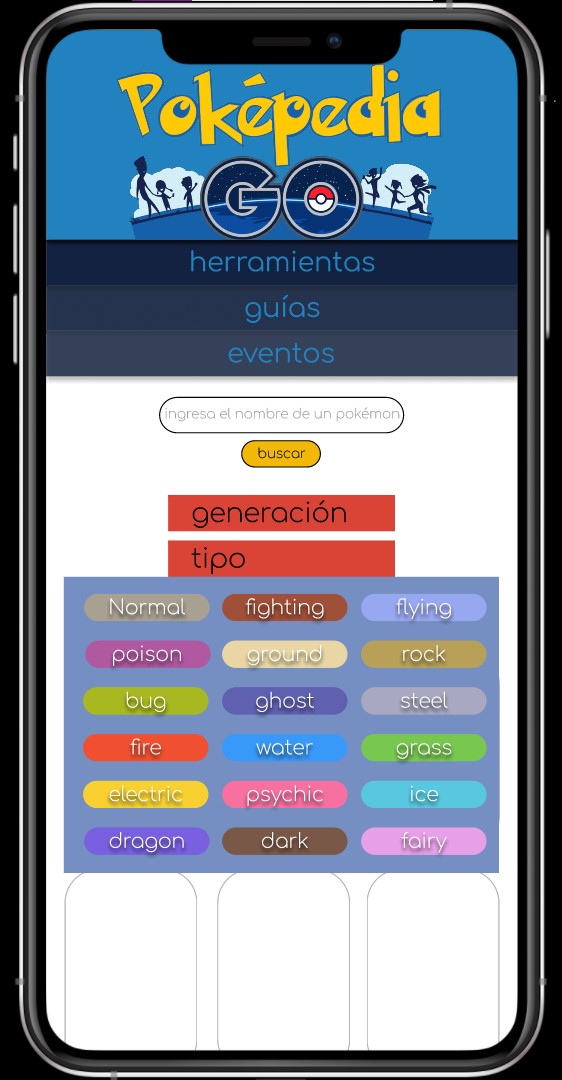 Poképedia
GO
herramientas
guías
eventos
ingresa el nombre de un pokémon
buscar
generación
tipo
Normal fighting flying
poison ground rock
bug ghost steel
fire water grass
electric psychic ice
dragon dark fairy